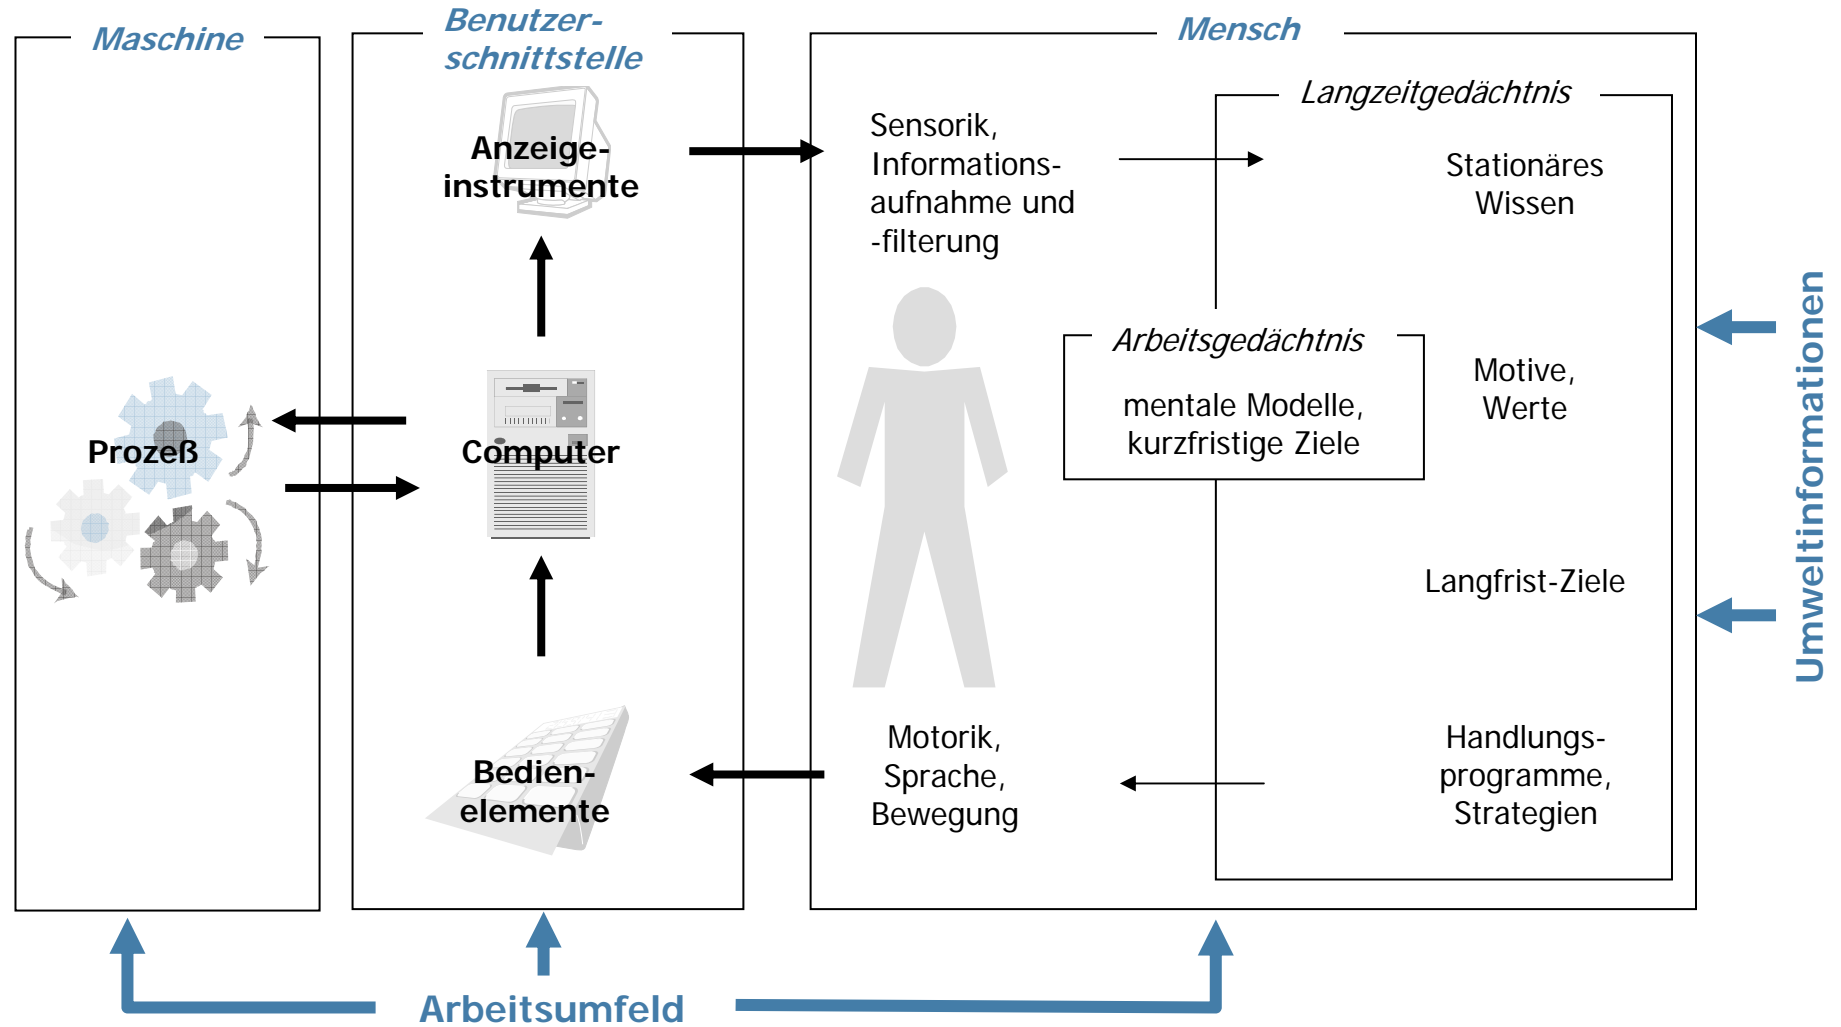 Maschine
Benutzer-
schnittstelle
Mensch
Prozeß
Anzeige-
instrumente
Computer
Bedien-
elemente
Sensorik,
Informations-
aufnahme und
-filterung
Motorik,
Sprache,
Bewegung
Arbeitsgedächtnis
mentale Modelle,
kurzfristige Ziele
Langzeitgedächtnis
Stationäres
Wissen
Motive,
Werte
Langfrist-Ziele
Handlungs-
programme,
Strategien
Umweltinformationen
Arbeitsumfeld